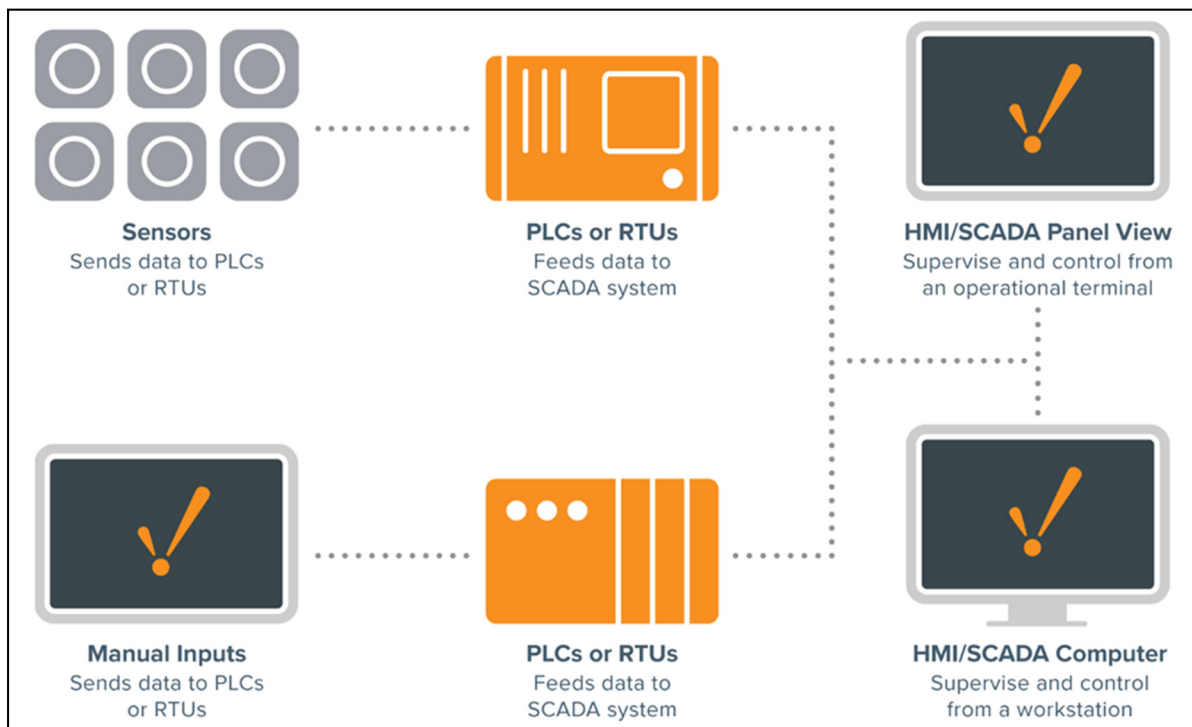 Sensors
Sends data to PLCs
or RTUs
PLCs or RTUs
Feeds data to
SCADA system
HMI/SCADA Panel View
Supervise and control from
an operational terminal
Manual Inputs
Sends data to PLCs
or RTUs
PLCs or RTUs
Feeds data to
SCADA system
HMI/SCADA Computer
Supervise and control
from a workstation